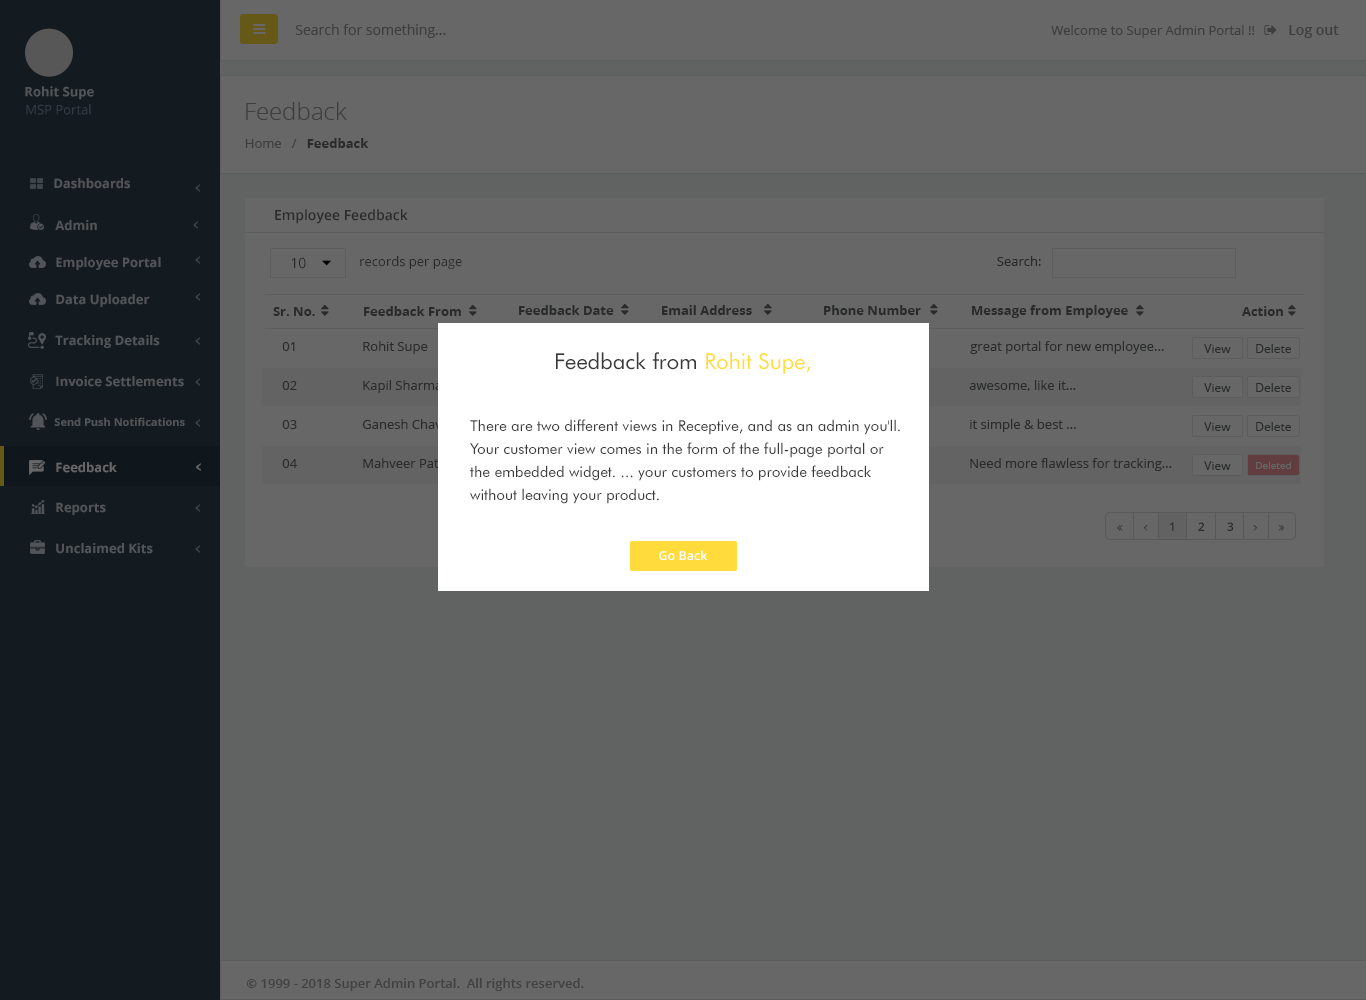 Search for something...
Welcome to Super Admin Portal !!
Log out
Rohit Supe
MSP Portal
Feedback
Home / Feedback
Dashboards
Admin
Employee Portal
Data Uploader
Tracking Details
Invoice Settlements
Send Push Notifications
Feedback
Reports
Unclaimed Kits
Employee Feedback
10 records per page
Search:
Sr. No. Feedback From Feedback Date Email Address Phone Number Message from Employee Action
01 Rohit Supe great portal for new employee... View Delete
02 Kapil Sharma awesome, like it... View Delete
03 Ganesh it simple & best ... View Delete
04 Mahveer Need more flawless for tracking... View Deleted
Feedback from Rohit Supe,
There are two different views in Receptive, and as an admin you'll.
Your customer view comes in the form of the full-page portal or
the embedded widget. ... your customers to provide feedback
without leaving your product.
Go Back
« ‹ 1 2 3 › »
© 1999 - 2018 Super Admin Portal. All rights reserved.